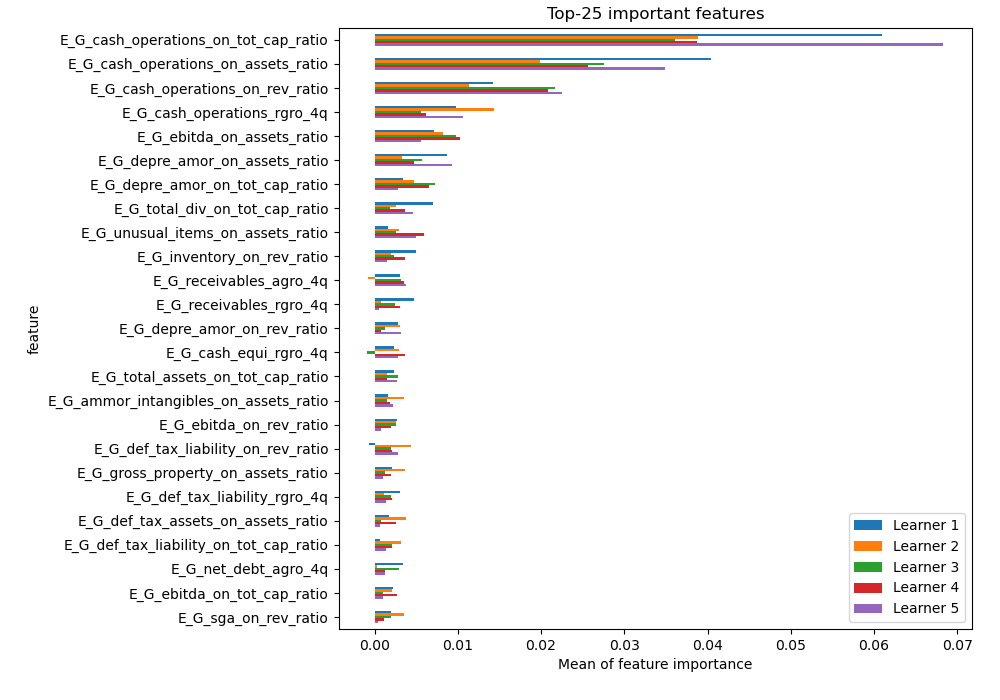 Top-25 important features
feature
E_G_cash_operations_on_tot_cap_ratio
E_G_cash_operations_on_assets_ratio
E_G_cash_operations_on_rev_ratio
E_G_cash_operations_rgro_4q
E_G_ebitda_on_assets_ratio
E_G_depre_amor_on_assets_ratio
E_G_depre_amor_on_tot_cap_ratio
E_G_total_div_on_tot_cap_ratio
E_G_unusual_items_on_assets_ratio
E_G_inventory_on_rev_ratio
E_G_receivables_agro_4q
E_G_receivables_rgro_4q
E_G_depre_amor_on_rev_ratio
E_G_cash_equi_rgro_4q
E_G_total_assets_on_tot_cap_ratio
E_G_ammor_intangibles_on_assets_ratio
E_G_ebitda_on_rev_ratio
E_G_def_tax_liability_on_rev_ratio
E_G_gross_property_on_assets_ratio
E_G_def_tax_liability_rgro_4q
E_G_def_tax_assets_on_assets_ratio
E_G_def_tax_liability_on_tot_cap_ratio
E_G_net_debt_agro_4q
E_G_ebitda_on_tot_cap_ratio
E_G_sga_on_rev_ratio
Learner 1
Learner 2
Learner 3
Learner 4
Learner 5
0.00 0.01 0.02 0.03 0.04 0.05 0.06 0.07
Mean of feature importance